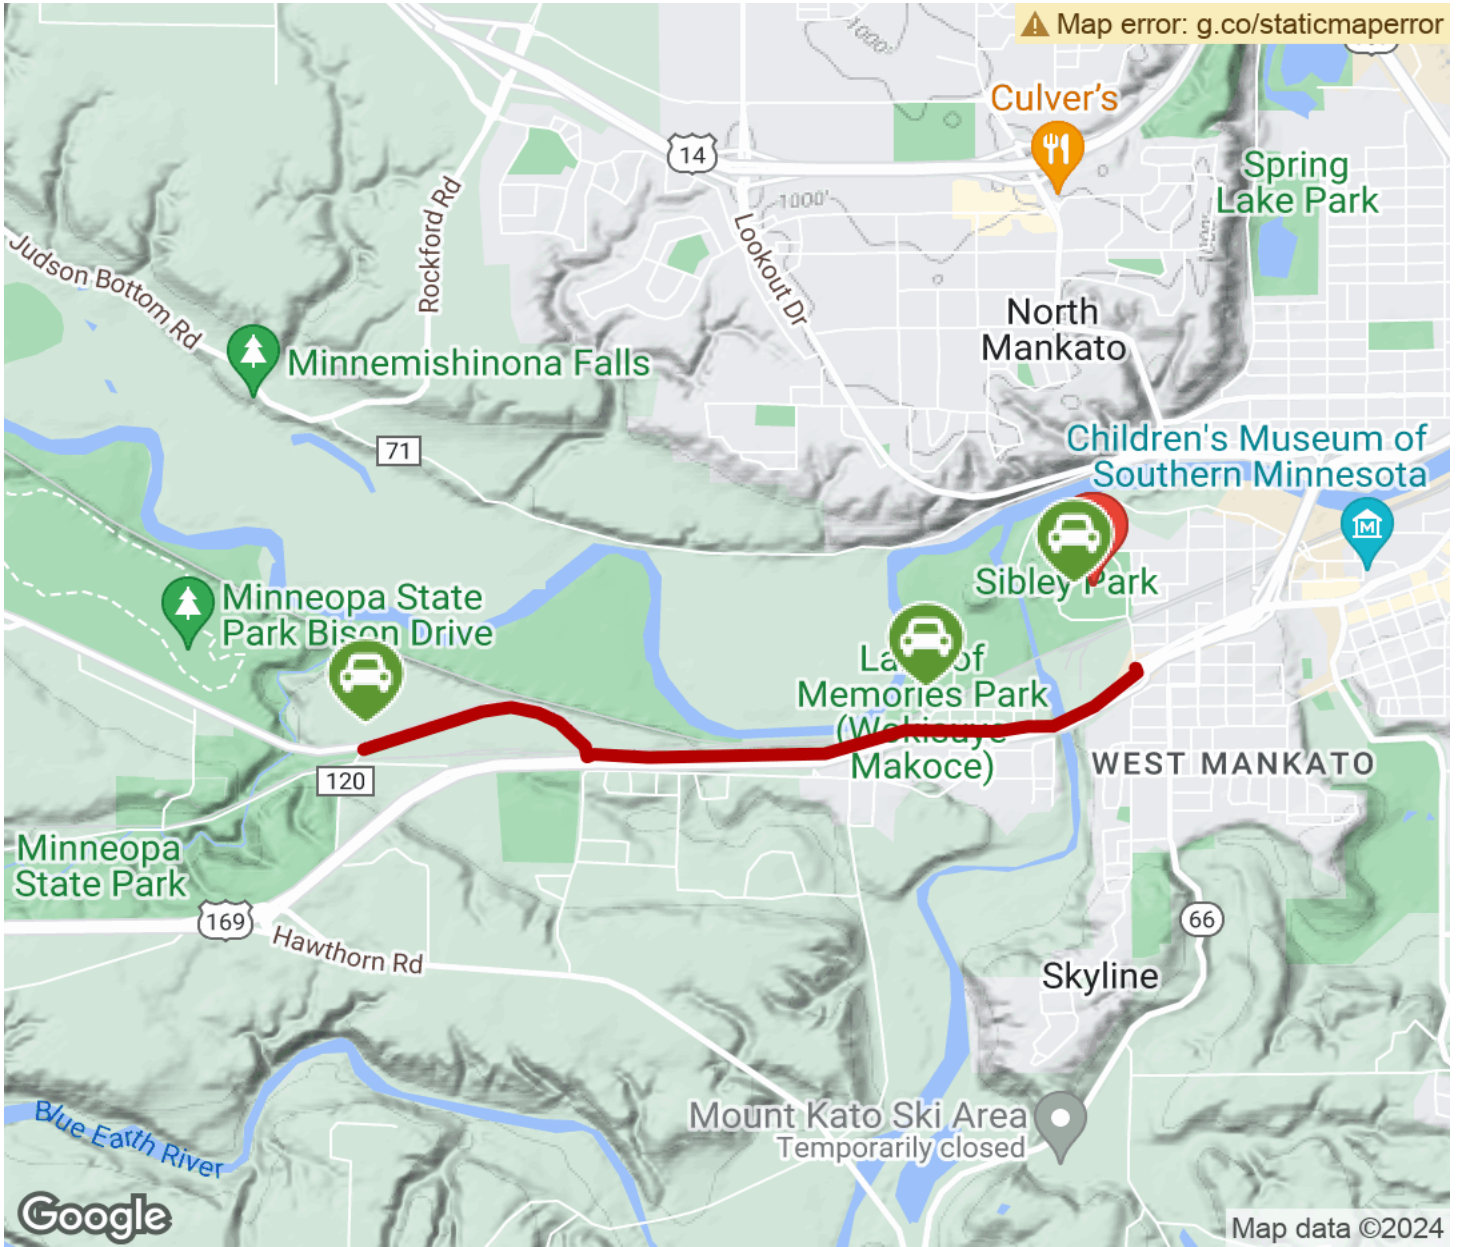 Map error: g.co/staticmaperror
1000'
Culver's
14
Spring
Lake Park
1000'
Rockford Rd
Lookout Dr
Judson Bottom Rd
North
Mankato
Minnemishinona Falls
71
Children's Museum of
Southern Minnesota
Sibley Park
Minneopa State
Park Bison Drive
Memories Park
(Wokisuye
Makoce)
120
WEST MANKATO
Minneopa
State Park
169
Hawthorn Rd
66
Skyline
Blue Earth River
Mount Kato Ski Area
Temporarily closed
Google
Map data ©2024